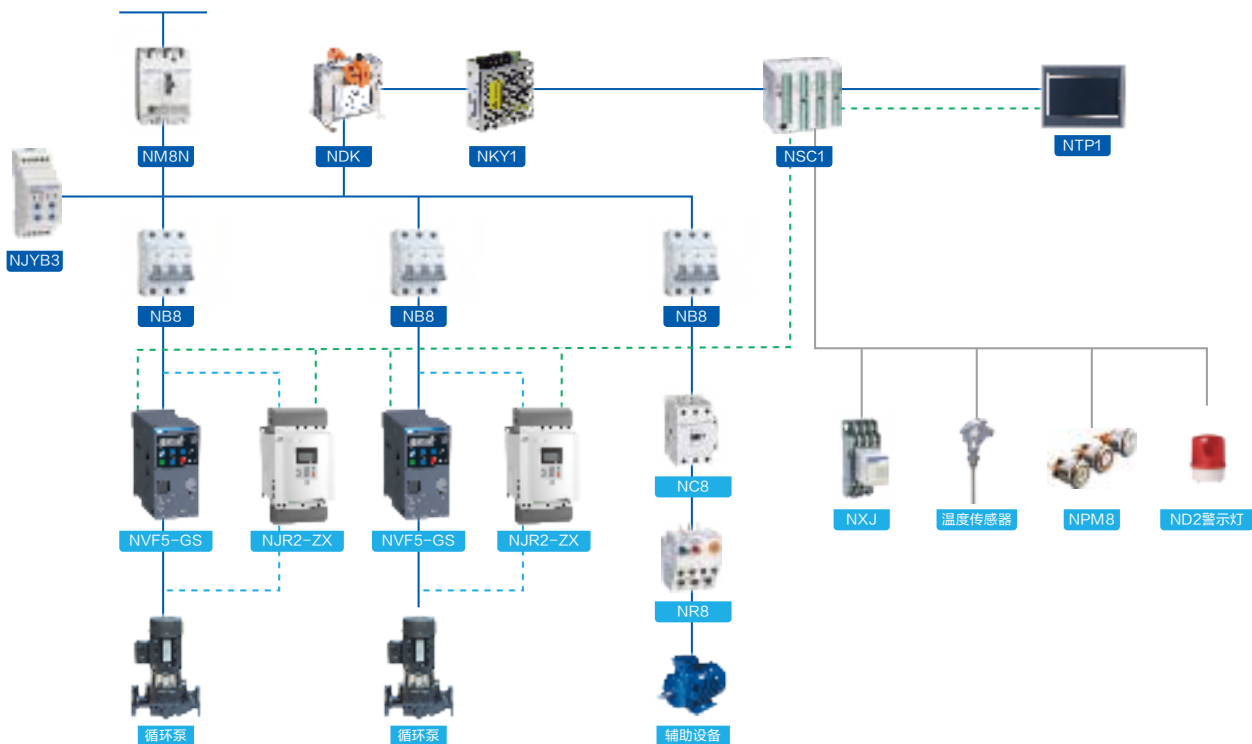 NM8N
NDK
NKY1
NSC1
NTP1
NJYB3
NB8
NB8
NB8
NC8
NXJ
温度传感器
NPM8
ND2警示灯
NVF5-GS
NJR2-ZX
NVF5-GS
NJR2-ZX
NR8
循环泵
循环泵
辅助设备